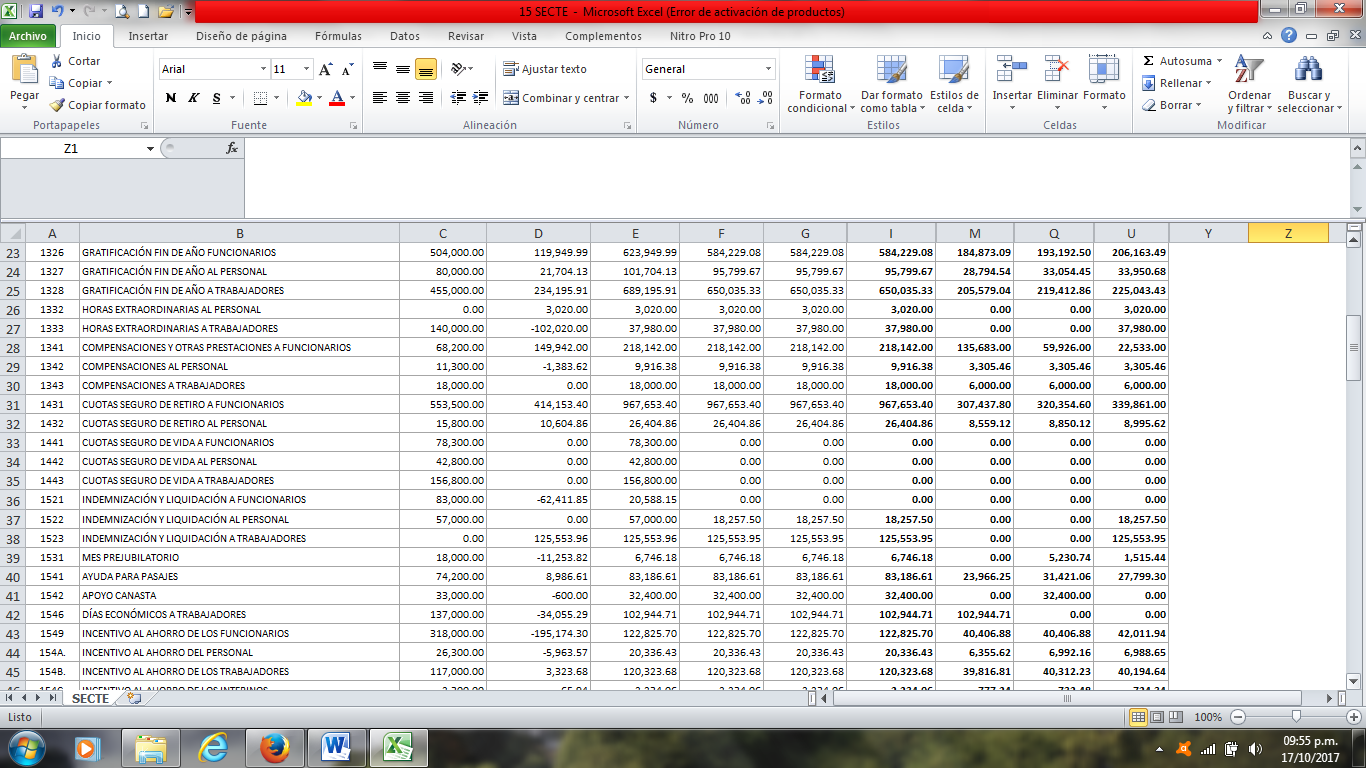 15 SECTE - Microsoft Excel (Error de activación de productos)
Archivo Inicio Insertar Diseño de página Fórmulas Datos Revisar Vista Complementos Nitro Pro 10
Pegar
Cortar
Copiar
Copiar formato
Portapapeles
Arial 11
N K S
Fuente
Ajustar texto
Combinar y centrar
Alineación
General
$ % 000
Número
Formato condicional
Dar formato como tabla
Estilos de celda
Estilos
Insertar Eliminar Formato
Celdas
Autosuma
Rellenar
Borrar
Ordenar y filtrar
Buscar y seleccionar
Modificar
Z1 fx
A B C D E F G I M Q U Y Z
23 1326 GRATIFICACIÓN FIN DE AÑO FUNCIONARIOS 504,000.00 119,949.99 623,949.99 584,229.08 584,229.08 584,229.08 184,873.09 193,192.50 206,163.49
24 1327 GRATIFICACIÓN FIN DE AÑO AL PERSONAL 80,000.00 21,704.13 101,704.13 95,799.67 95,799.67 95,799.67 28,794.54 33,054.45 33,950.68
25 1328 GRATIFICACIÓN FIN DE AÑO A TRABAJADORES 455,000.00 234,195.91 689,195.91 650,035.33 650,035.33 650,035.33 205,579.04 219,412.86 225,043.43
26 1332 HORAS EXTRAORDINARIAS AL PERSONAL 0.00 3,020.00 3,020.00 3,020.00 3,020.00 3,020.00 0.00 0.00 3,020.00
27 1333 HORAS EXTRAORDINARIAS A TRABAJADORES 140,000.00 -102,020.00 37,980.00 37,980.00 37,980.00 37,980.00 0.00 0.00 37,980.00
28 1341 COMPENSACIONES Y OTRAS PRESTACIONES A FUNCIONARIOS 68,200.00 149,942.00 218,142.00 218,142.00 218,142.00 218,142.00 135,683.00 59,926.00 22,533.00
29 1342 COMPENSACIONES AL PERSONAL 11,300.00 -1,383.62 9,916.38 9,916.38 9,916.38 9,916.38 3,305.46 3,305.46 3,305.46
30 1343 COMPENSACIONES A TRABAJADORES 18,000.00 0.00 18,000.00 18,000.00 18,000.00 18,000.00 6,000.00 6,000.00 6,000.00
31 1431 CUOTAS SEGURO DE RETIRO A FUNCIONARIOS 553,500.00 414,153.40 967,653.40 967,653.40 967,653.40 967,653.40 307,437.80 320,354.60 339,861.00
32 1432 CUOTAS SEGURO DE RETIRO AL PERSONAL 15,800.00 10,604.86 26,404.86 26,404.86 26,404.86 26,404.86 8,559.12 8,850.12 8,995.62
33 1441 CUOTAS SEGURO DE VIDA A FUNCIONARIOS 78,300.00 0.00 78,300.00 0.00 0.00 0.00 0.00 0.00 0.00
34 1442 CUOTAS SEGURO DE VIDA AL PERSONAL 42,800.00 0.00 42,800.00 0.00 0.00 0.00 0.00 0.00 0.00
35 1443 CUOTAS SEGURO DE VIDA A TRABAJADORES 156,800.00 0.00 156,800.00 0.00 0.00 0.00 0.00 0.00 0.00
36 1521 INDEMNIZACIÓN Y LIQUIDACIÓN A FUNCIONARIOS 83,000.00 -62,411.85 20,588.15 0.00 0.00 0.00 0.00 0.00 0.00
37 1522 INDEMNIZACIÓN Y LIQUIDACIÓN AL PERSONAL 57,000.00 0.00 57,000.00 18,257.50 18,257.50 18,257.50 0.00 0.00 18,257.50
38 1523 INDEMNIZACIÓN Y LIQUIDACIÓN A TRABAJADORES 0.00 125,553.96 125,553.96 125,553.95 125,553.95 125,553.95 0.00 0.00 125,553.95
39 1531 MES PREJUBILATORIO 18,000.00 -11,253.82 6,746.18 6,746.18 6,746.18 6,746.18 0.00 5,230.74 1,515.44
40 1541 AYUDA PARA PASAJES 74,200.00 8,986.61 83,186.61 83,186.61 83,186.61 83,186.61 23,966.25 31,421.06 27,799.30
41 1542 APOYO CANASTA 33,000.00 -600.00 32,400.00 32,400.00 32,400.00 32,400.00 0.00 32,400.00 0.00
42 1546 DÍAS ECONÓMICOS A TRABAJADORES 137,000.00 -34,055.29 102,944.71 102,944.71 102,944.71 102,944.71 102,944.71 0.00 0.00
43 1549 INCENTIVO AL AHORRO DE LOS FUNCIONARIOS 318,000.00 -195,174.30 122,825.70 122,825.70 122,825.70 122,825.70 40,406.88 40,406.88 42,011.94
44 154A. INCENTIVO AL AHORRO DEL PERSONAL 26,300.00 -5,963.57 20,336.43 20,336.43 20,336.43 20,336.43 6,355.62 6,992.16 6,988.65
45 154B. INCENTIVO AL AHORRO DE LOS TRABAJADORES 117,000.00 3,323.68 120,323.68 120,323.68 120,323.68 120,323.68 39,816.81 40,312.23 40,194.64
SECTE
Listo 100%
09:55 p.m.
17/10/2017